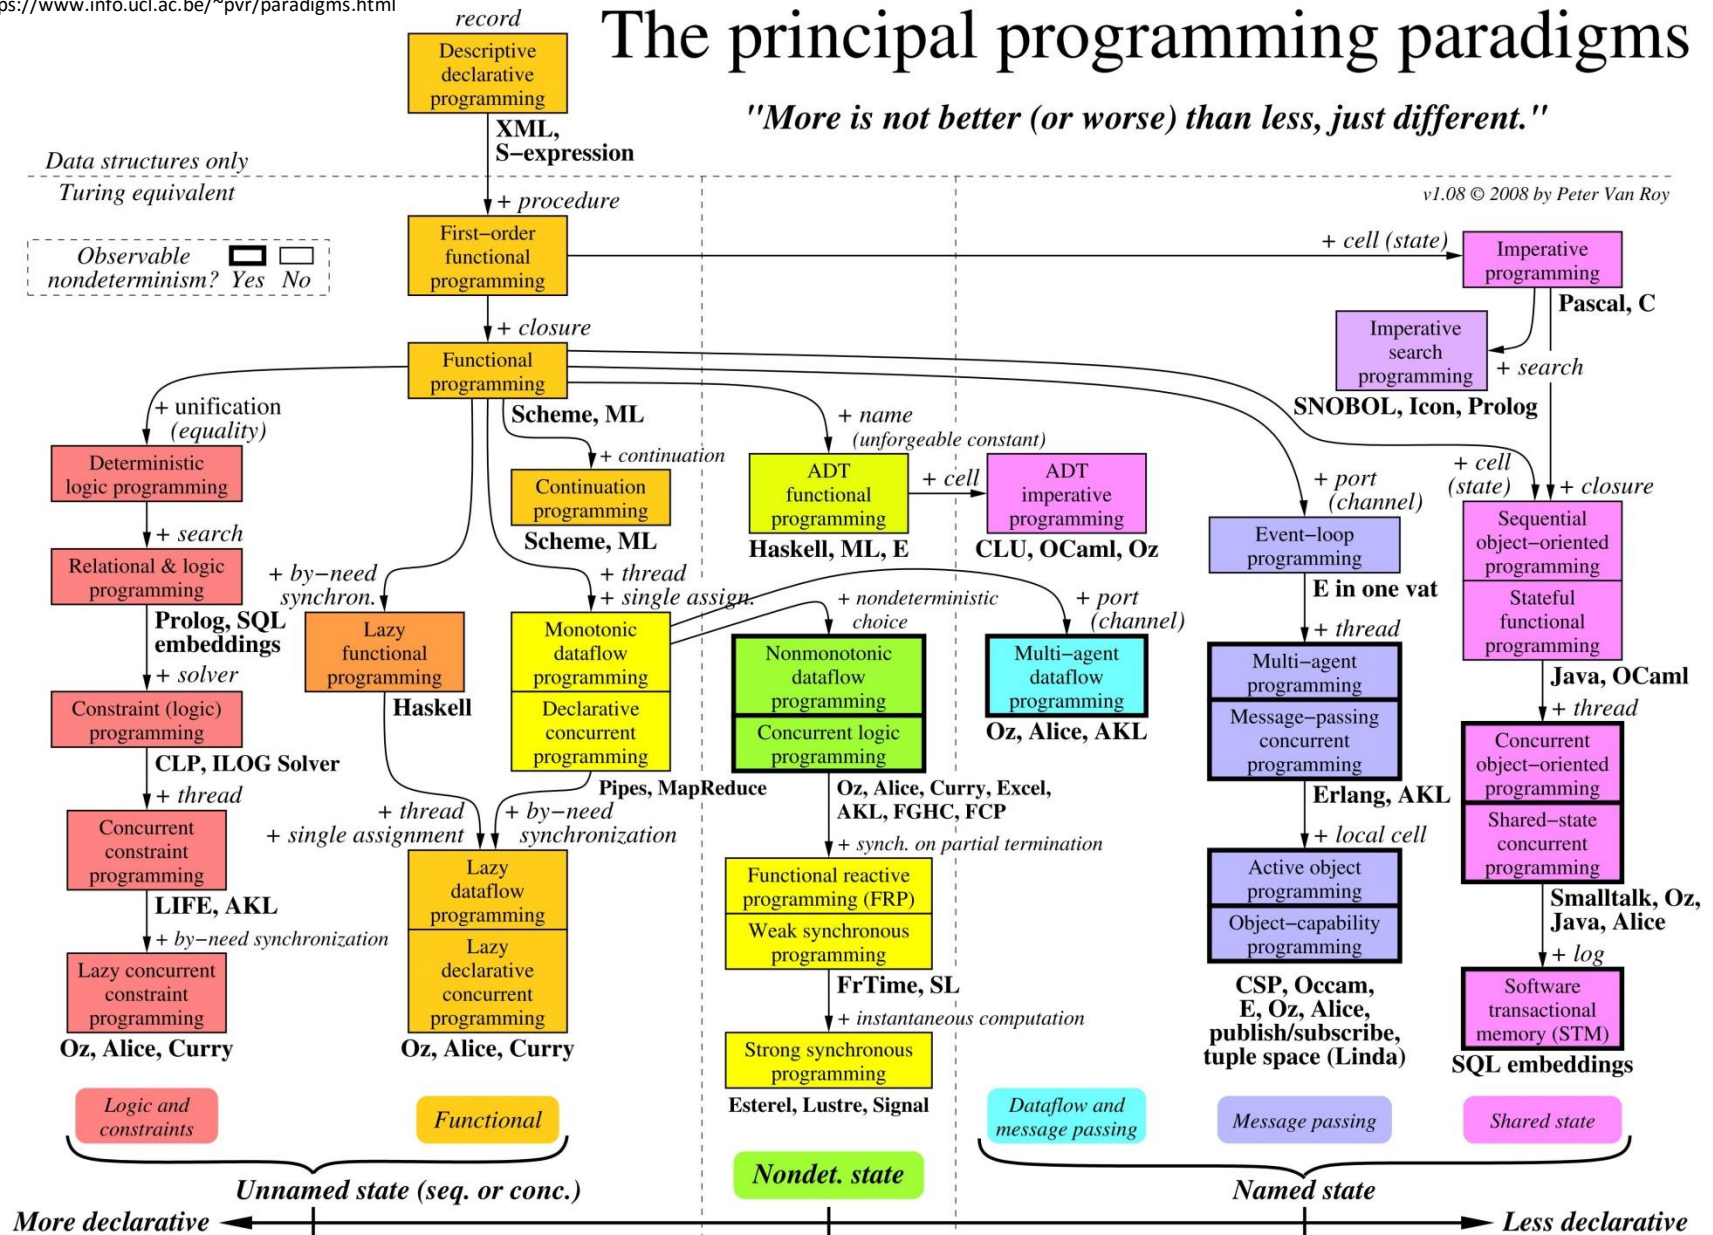 ps://www.info.ucl.ac.be/~pvr/paradigms.html
The principal programming paradigms
"More is not better (or worse) than less, just different."
v1.08 © 2008 by Peter Van Roy
record
Descriptive
declarative
programming
XML,
S−expression
Data structures only
Turing equivalent
+ procedure
Observable
nondeterminism? Yes No
First−order
functional
programming
+ cell (state)
Imperative
programming
Pascal, C
+ closure
Imperative
search
programming
+ search
SNOBOL, Icon, Prolog
Functional
programming
Scheme, ML
+ unification
(equality)
+ continuation
+ name
(unforgeable constant)
+ port
(channel)
+ cell
(state)
+ closure
Deterministic
logic programming
+ search
Relational & logic
programming
Prolog, SQL
embeddings
+ solver
Constraint (logic)
programming
CLP, ILOG Solver
+ thread
Concurrent
constraint
programming
LIFE, AKL
+ by−need synchronization
Lazy concurrent
constraint
programming
Oz, Alice, Curry
Continuation
programming
Scheme, ML
+ by−need
synchron.
Lazy
functional
programming
Haskell
+ thread
+ single assign.
Monotonic
dataflow
programming
Declarative
concurrent
programming
Pipes, MapReduce
+ thread
+ single assignment
+ by−need
synchronization
Lazy
dataflow
programming
Lazy
declarative
concurrent
programming
Oz, Alice, Curry
ADT
functional
programming
Haskell, ML, E
+ cell
ADT
imperative
programming
CLU, OCaml, Oz
+ nondeterministic
choice
Nonmonotonic
dataflow
programming
Concurrent logic
programming
Oz, Alice, Curry, Excel,
AKL, FGHC, FCP
+ synch. on partial termination
Functional reactive
programming (FRP)
Weak synchronous
programming
FrTime, SL
+ instantaneous computation
Strong synchronous
programming
Esterel, Lustre, Signal
+ port
(channel)
Multi−agent
dataflow
programming
Oz, Alice, AKL
Event−loop
programming
E in one vat
+ thread
Multi−agent
programming
Message−passing
concurrent
programming
Erlang, AKL
+ local cell
Active object
programming
Object−capability
programming
CSP, Occam,
E, Oz, Alice,
publish/subscribe,
tuple space (Linda)
Sequential
object−oriented
programming
Stateful
functional
programming
Java, OCaml
+ thread
Concurrent
object−oriented
programming
Shared−state
concurrent
programming
Smalltalk, Oz,
Java, Alice
+ log
Software
transactional
memory (STM)
SQL embeddings
Logic and
constraints
Functional
Dataflow and
message passing
Message passing
Shared state
Unnamed state (seq. or conc.)
Nondet. state
Named state
More declarative
Less declarative